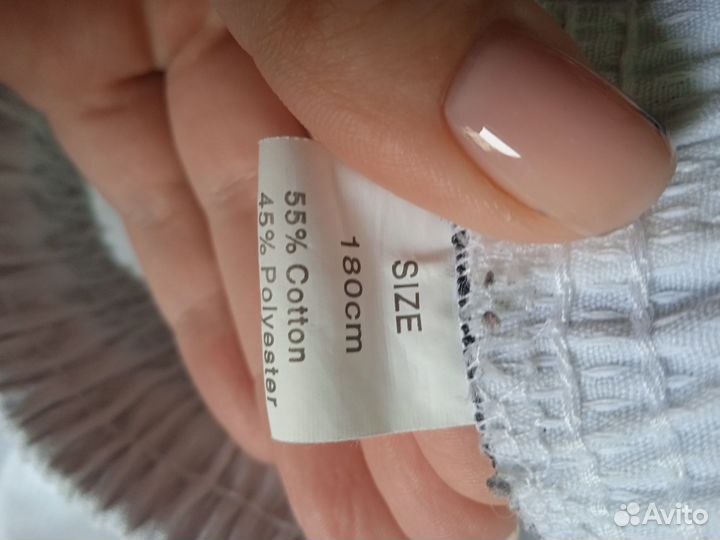 SIZE
180cm
55% Cotton
45% Polyester
Avito